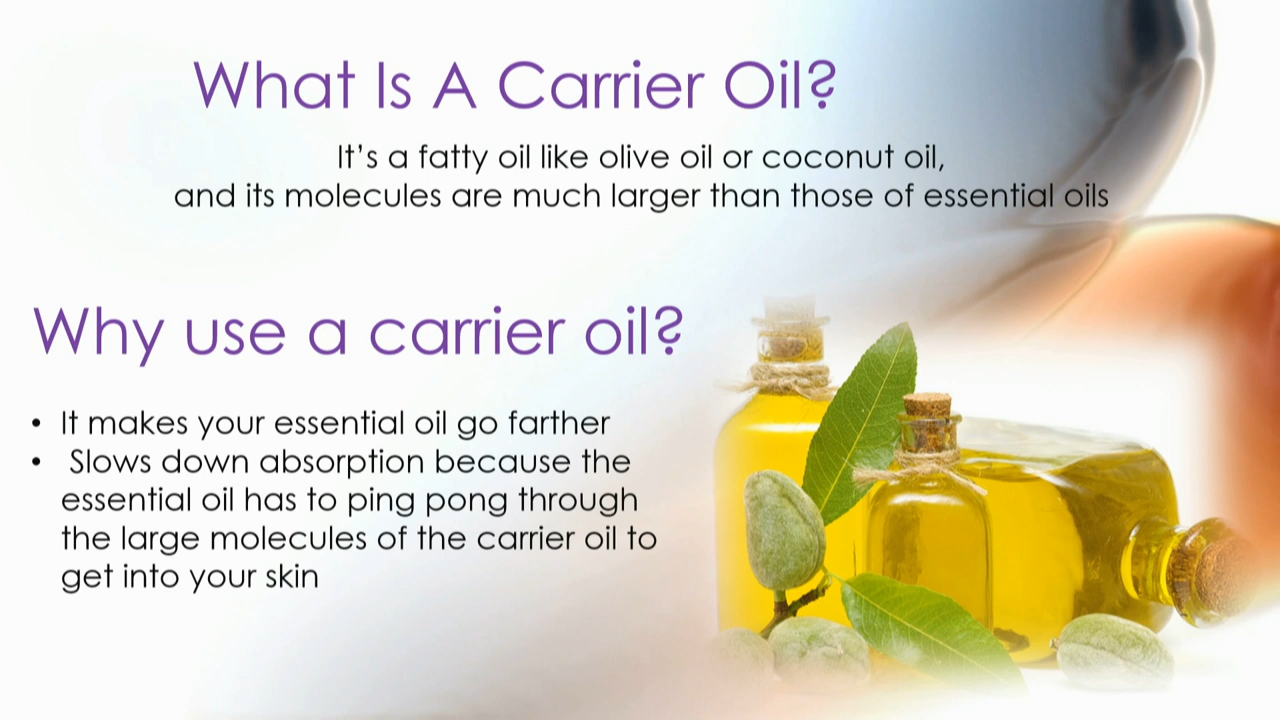 What Is A Carrier Oil?
It's a fatty oil like olive oil or coconut oil,
and its molecules are much larger than those of essential oils
Why use a carrier oil?
• It makes your essential oil go farther
• Slows down absorption because the
essential oil has to ping pong through
the large molecules of the carrier oil to
get into your skin